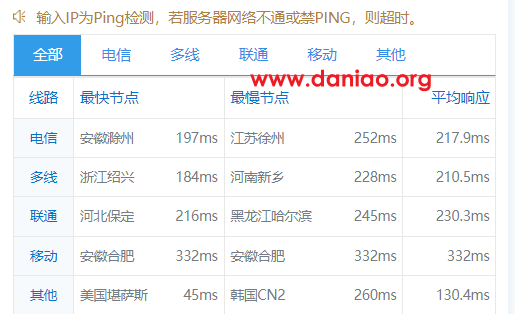 输入IP为Ping检测，若服务器网络不通或禁PING，则超时。
全部 电信 多线 联通 移动 其他
www.daniao.org
线路 最快节点 最慢节点 平均响应
电信 安徽滁州 197ms 江苏徐州 252ms 217.9ms
多线 浙江绍兴 184ms 河南新乡 228ms 210.5ms
联通 河北保定 216ms 黑龙江哈尔滨 245ms 230.3ms
移动 安徽合肥 332ms 安徽合肥 332ms 332ms
其他 美国堪萨斯 45ms 韩国CN2 260ms 130.4ms